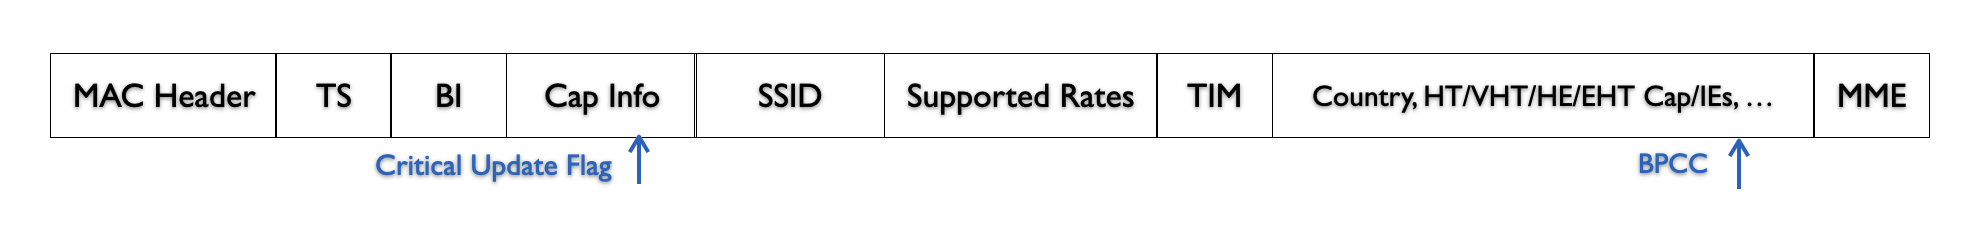 MAC Header TS BI Cap Info SSID Supported Rates TIM Country, HT/VHT/HE/EHT Cap/IEs, ... MME
Critical Update Flag BPCC